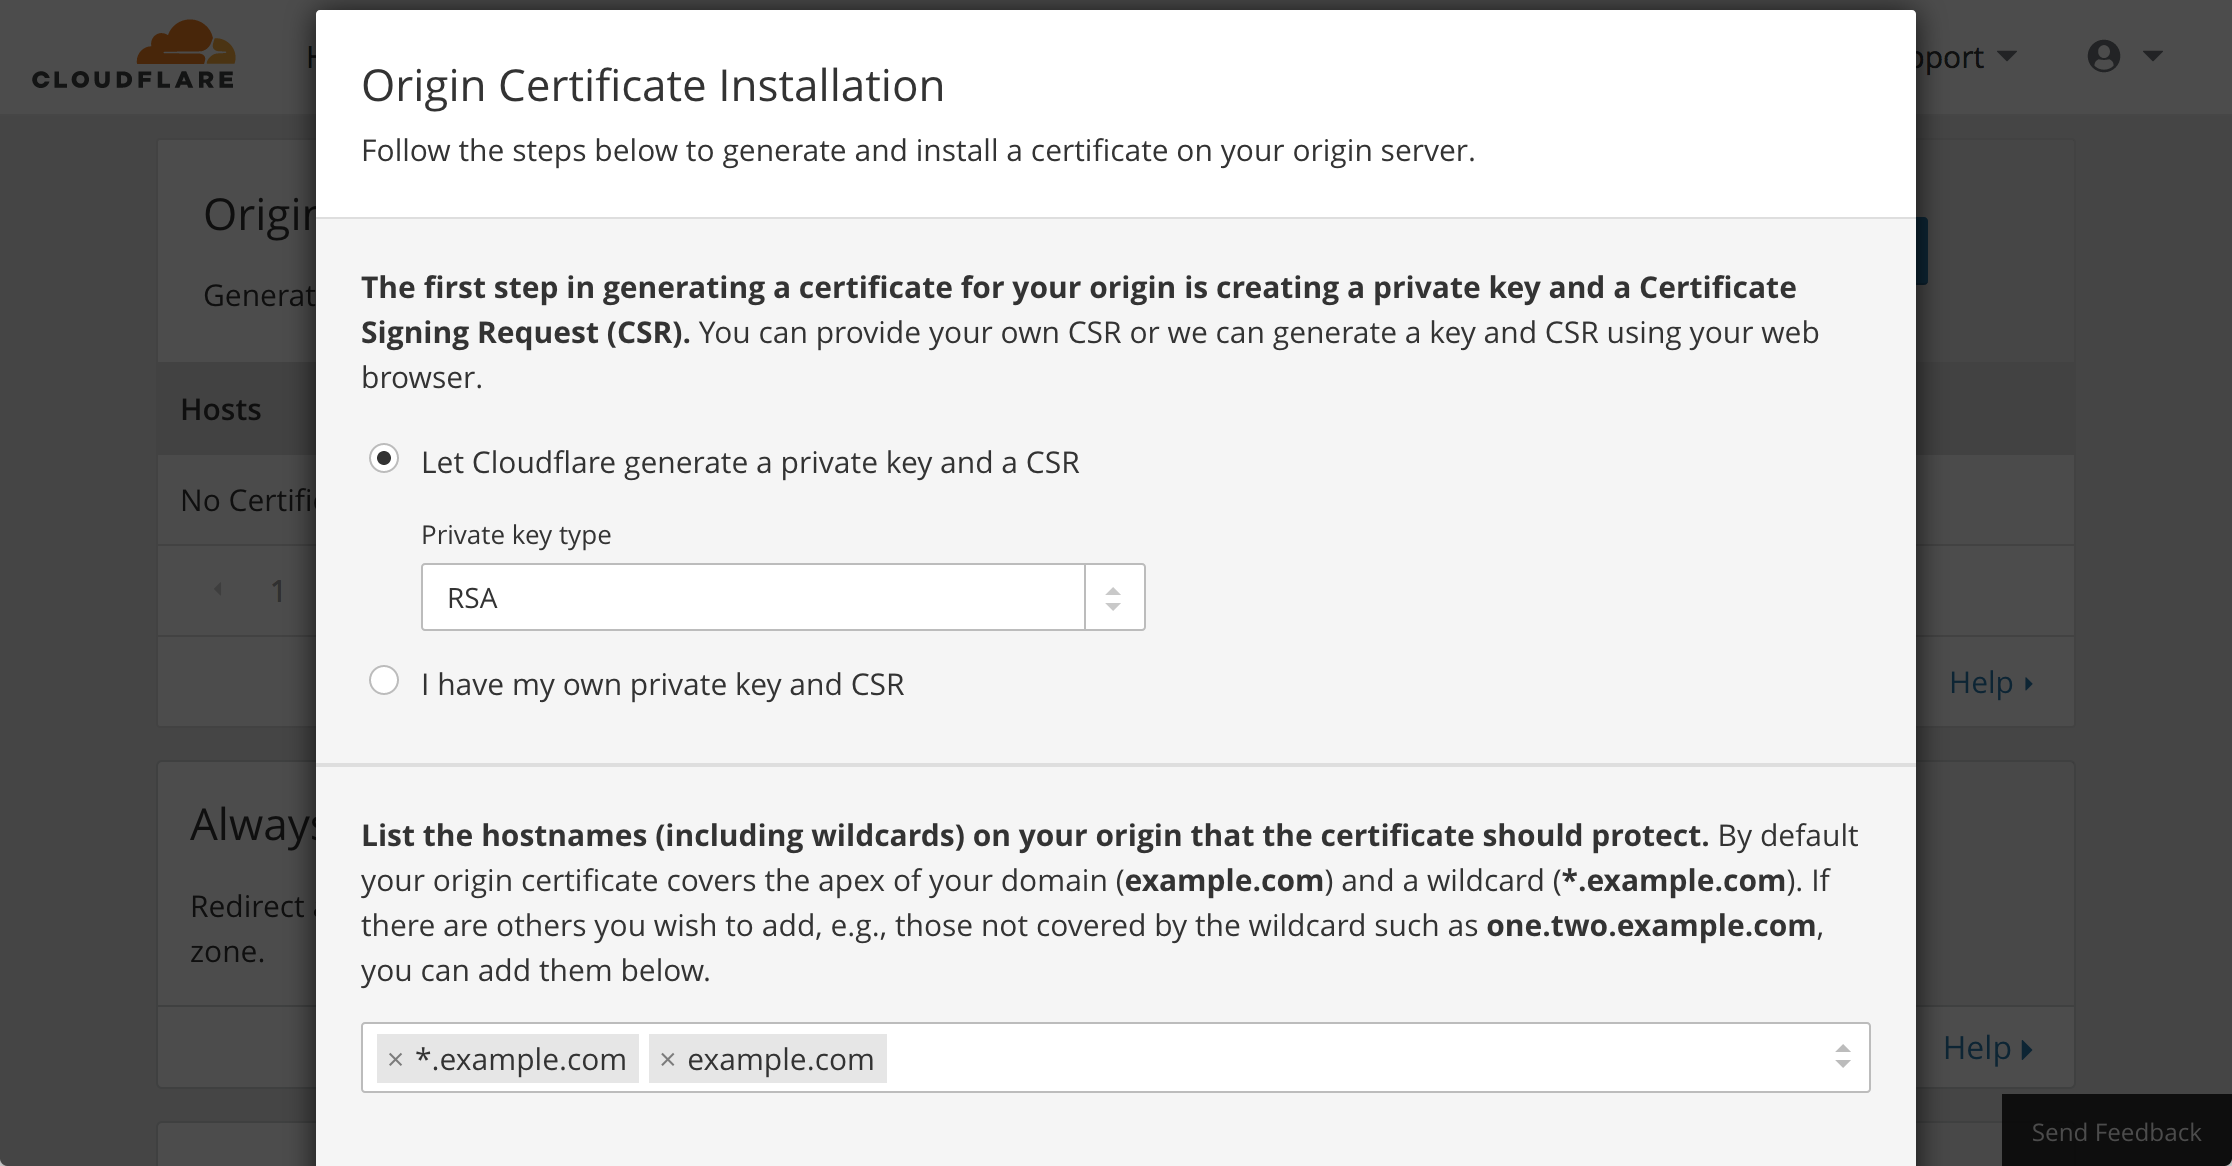 CLOUDFLARE
Origin Certificate Installation
Follow the steps below to generate and install a certificate on your origin server.
The first step in generating a certificate for your origin is creating a private key and a Certificate
Signing Request (CSR). You can provide your own CSR or we can generate a key and CSR using your web
browser.
Hosts
Let Cloudflare generate a private key and a CSR
Private key type
RSA
1
I have my own private key and CSR
Help
List the hostnames (including wildcards) on your origin that the certificate should protect. By default
your origin certificate covers the apex of your domain (example.com) and a wildcard (*.example.com). If
there are others you wish to add, e.g., those not covered by the wildcard such as one.two.example.com,
you can add them below.
Redirect
zone.
× *.example.com × example.com
Help
Send Feedback